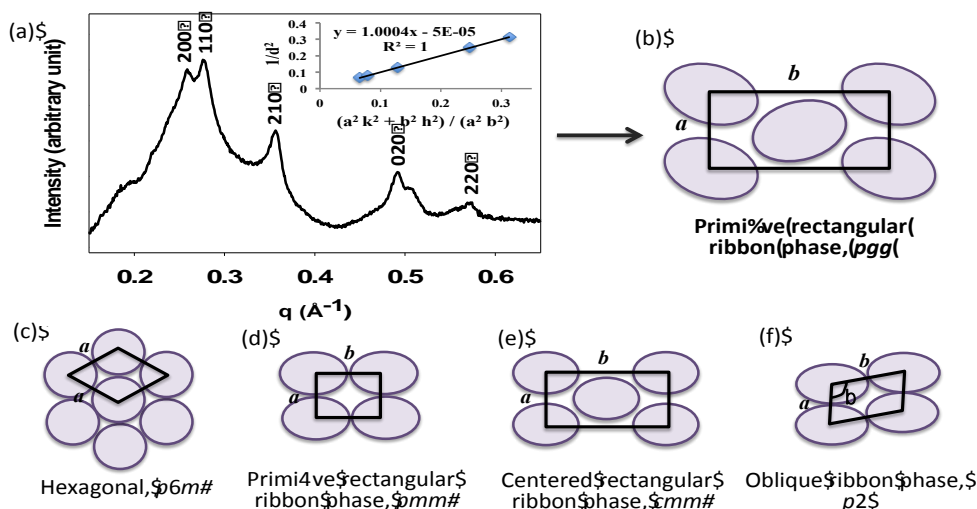 (a)$
Intensity (arbitrary unit)
200⍰
110⍰
210⍰
020⍰
220⍰
0.2 0.3 0.4 0.5 0.6
q (Å⁻¹)
y = 1.0004x - 5E-05
R² = 1
1/d²
0.4
0.3
0.2
0.1
0 0.1 0.2 0.3 0.4
(a² k² + b² h²) / (a² b²)
(b)$
b
a
Primi%ve(rectangular(
ribbon(phase,(pgg(
(c)$
a
a
Hexagonal,$p6m#
(d)$
b
a
Primi4ve$rectangular$
ribbon$phase,$pmm#
(e)$
b
a
Centered$rectangular$
ribbon$phase,$cmm#
(f)$
b
a
b
Oblique$ribbon$phase,$
p2$